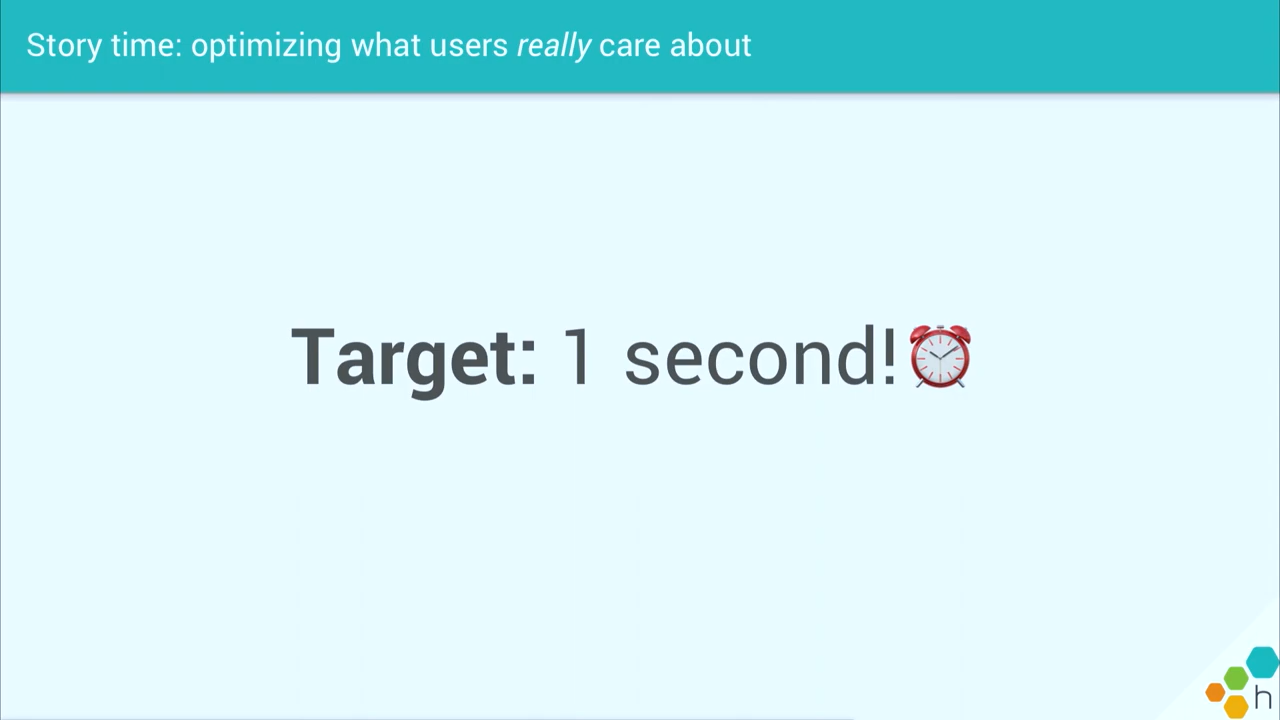 Story time: optimizing what users really care about
Target: 1 second!⏰
h